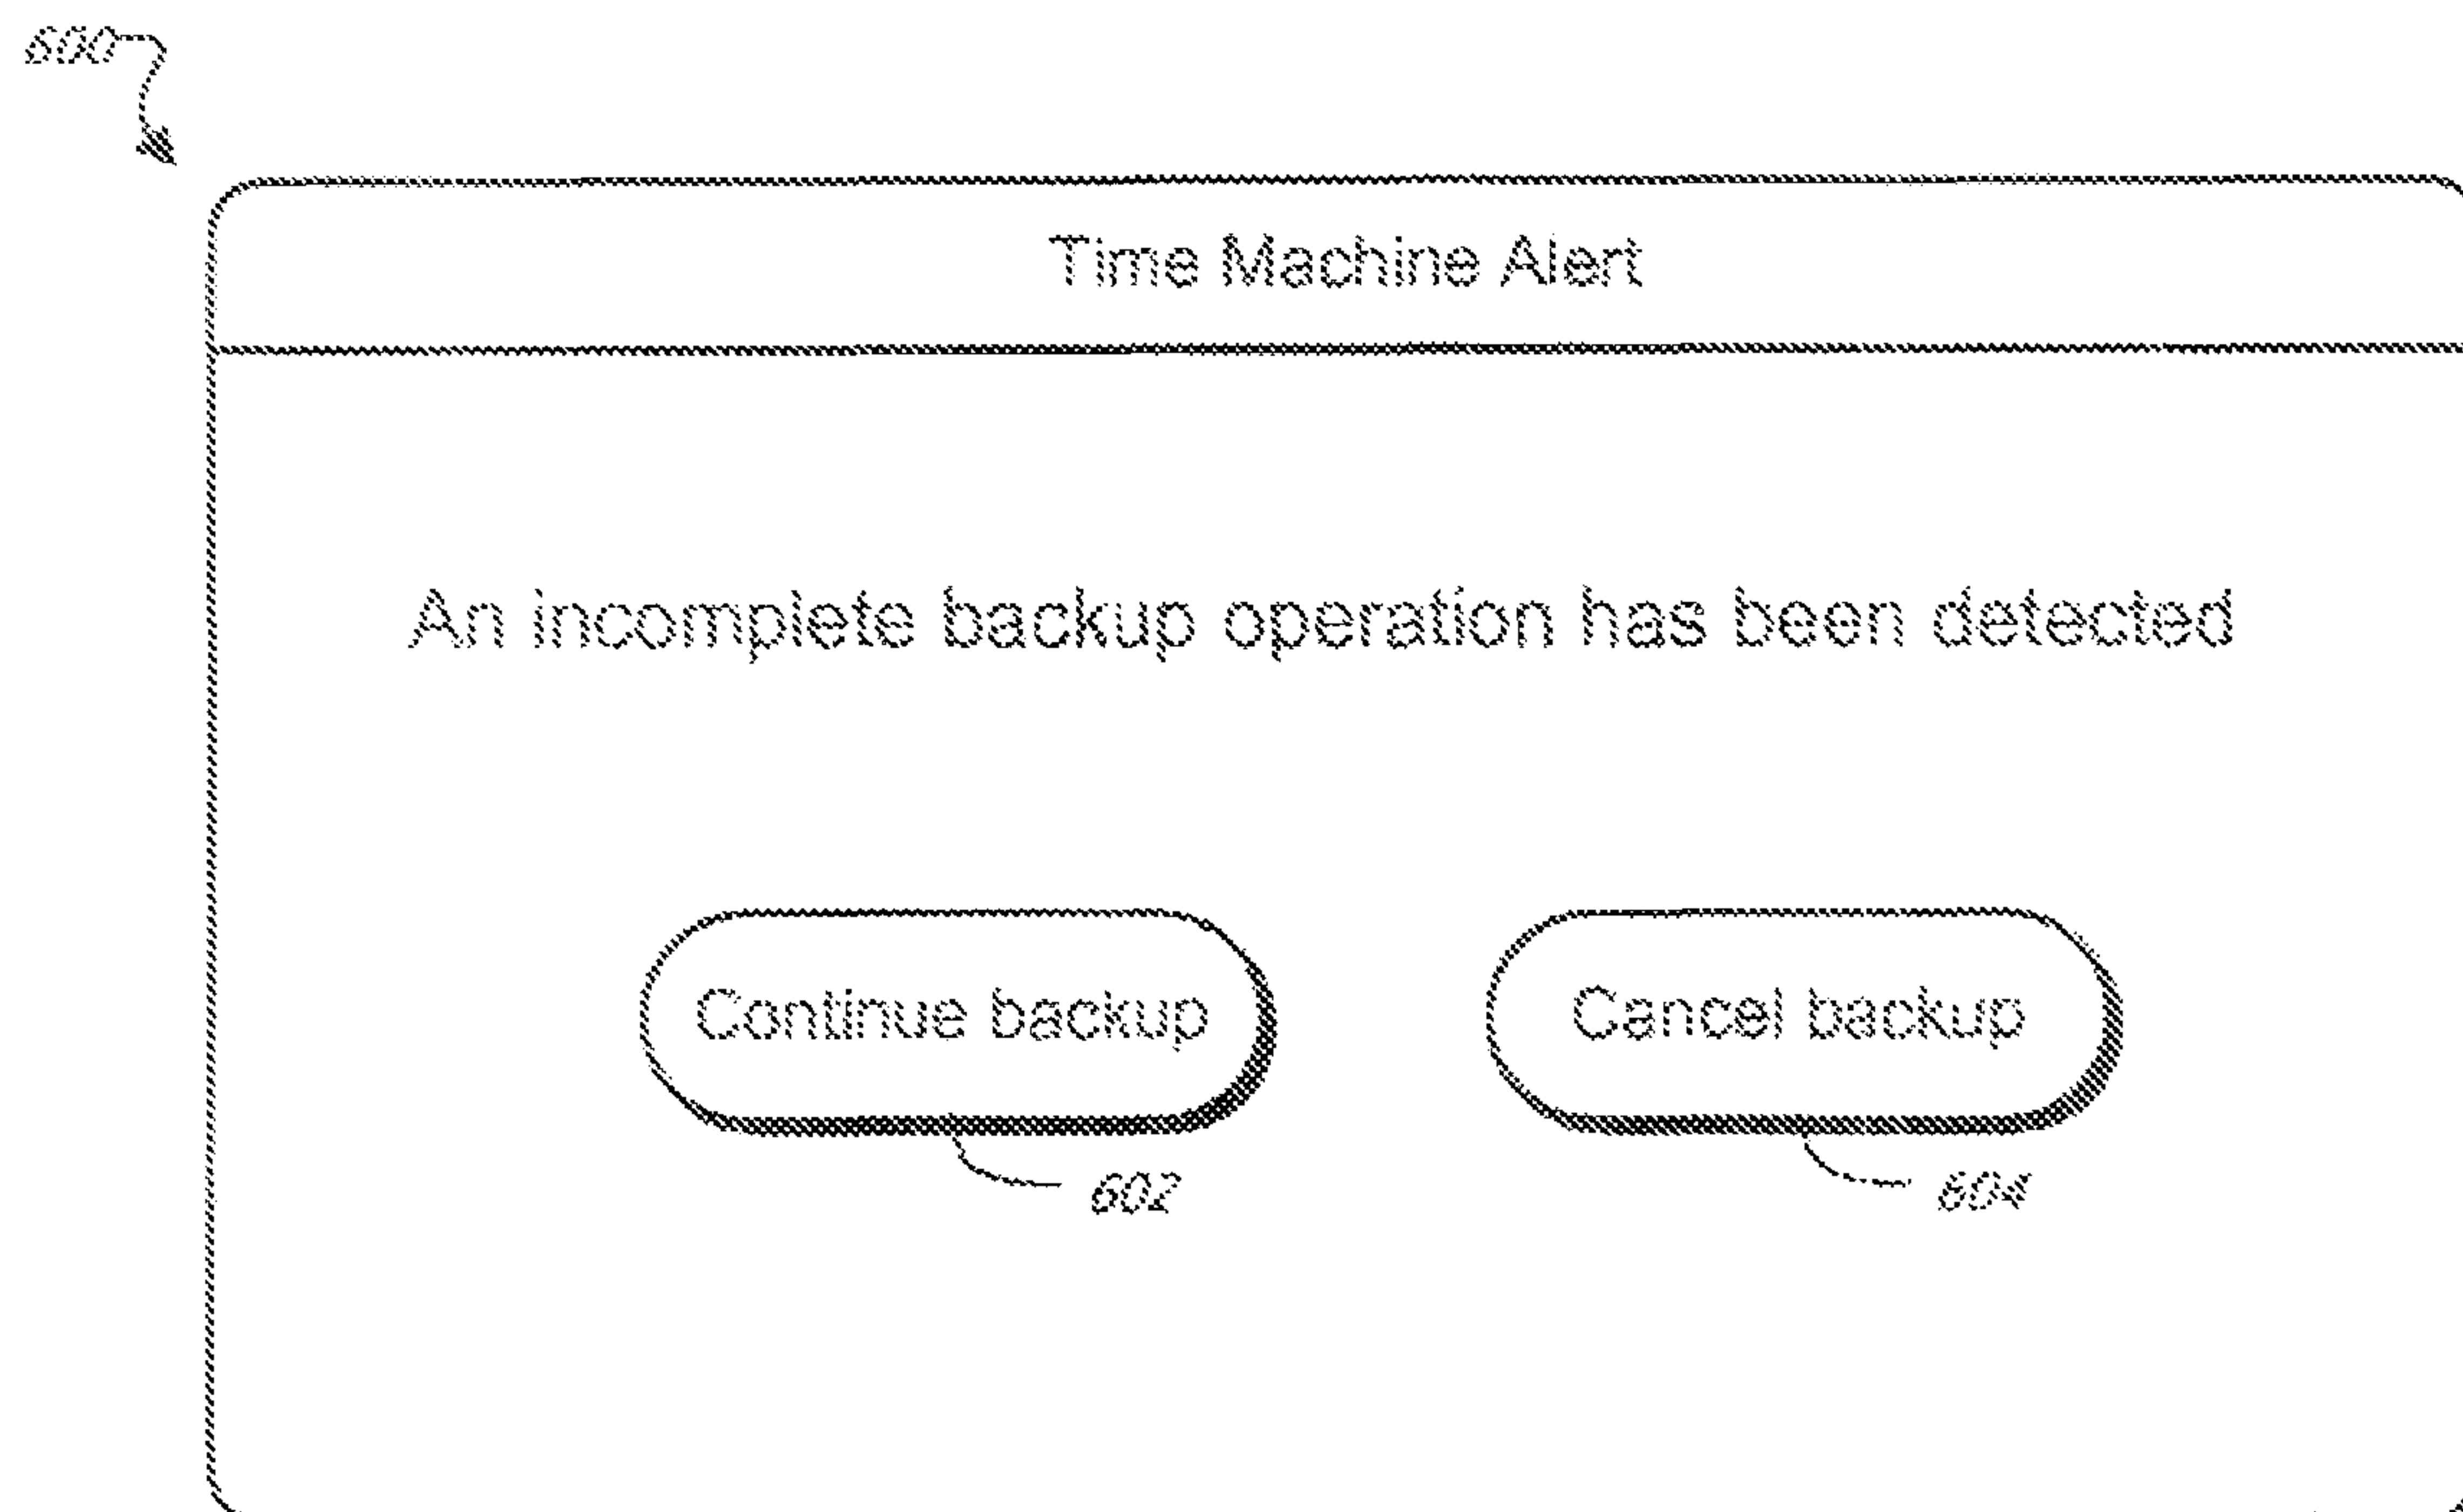 600
Time Machine Alert
An incomplete backup operation has been detected
Continue backup
Cancel backup
602
604